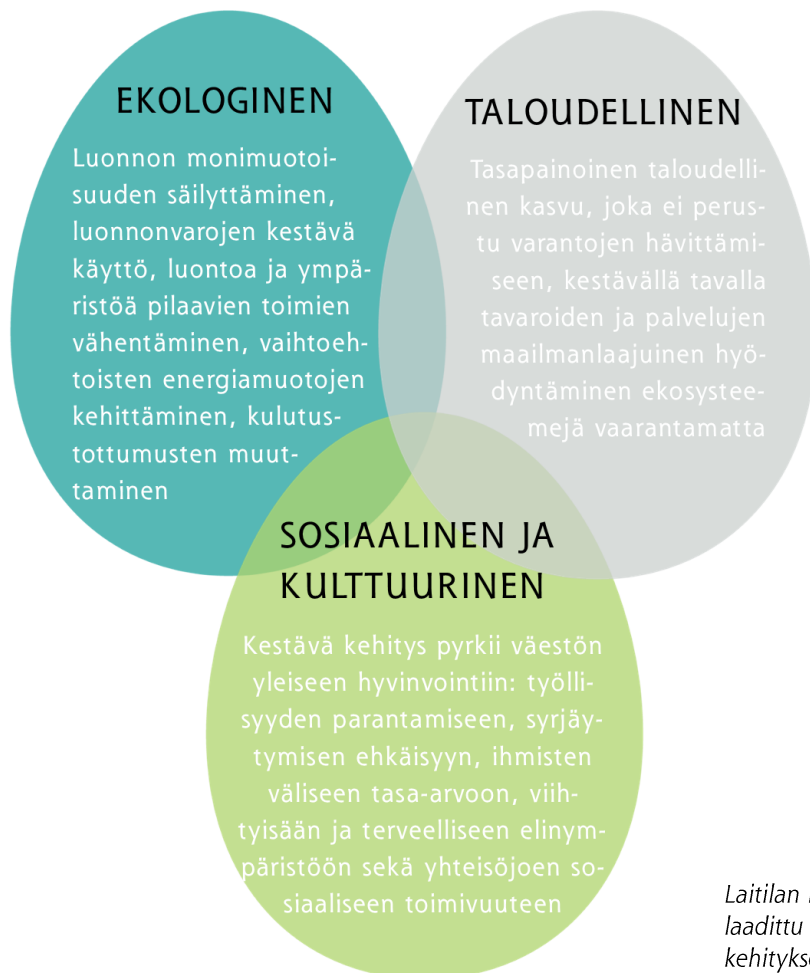 EKOLOGINEN
Luonnon monimuotoi-
suuden säilyttäminen,
luonnonvarojen kestävä
käyttö, luontoa ja ympä-
ristöä pilaavien toimien
vähentäminen, vaihtoeh-
toisten energiamuotojen
kehittäminen, kulutus-
tottumusten muut-
taminen
TALOUDELLINEN
Tasapainoinen taloudelli-
nen kasvu, joka ei perus-
tu varantojen hävittämi-
seen, kestävällä tavalla
tavaroiden ja palvelujen
maailmanlaajuinen hyö-
dyntäminen ekosystee-
mejä vaarantamatta
SOSIAALINEN JA
KULTTUURINEN
Kestävä kehitys pyrkii väestön
yleiseen hyvinvointiin: työlli-
syyden parantamiseen, syrjäy-
tymisen ehkäisyyn, ihmisten
väliseen tasa-arvoon, viih-
tyisään ja terveelliseen elinym-
päristöön sekä yhteisöjoen so-
siaaliseen toimivuuteen
Laitilan
laadittu